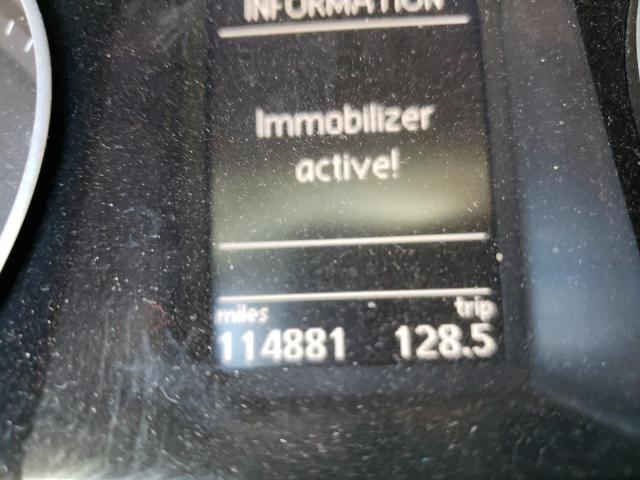 INFORMATION
Immobilizer
active!
miles trip
114881 128.5